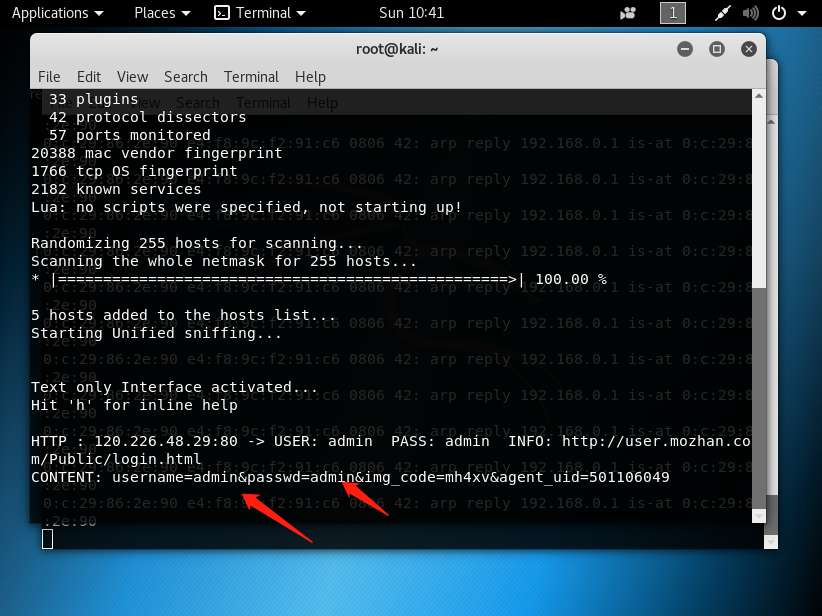 Applications Places Terminal Sun 10:41 1
root@kali: ~
File Edit View Search Terminal Help
33 plugins
42 protocol dissectors
57 ports monitored
20388 mac vendor fingerprint
1766 tcp OS fingerprint
2182 known services
Lua: no scripts were specified, not starting up!
Randomizing 255 hosts for scanning...
Scanning the whole netmask for 255 hosts...
* |==================================================>| 100.00 %
5 hosts added to the hosts list...
Starting Unified sniffing...
Text only Interface activated...
Hit 'h' for inline help
HTTP : 120.226.48.29:80 -> USER: admin  PASS: admin  INFO: http://user.mozhan.co
m/Public/login.html
CONTENT: username=admin&passwd=admin&img_code=mh4xv&agent_uid=501106049
:2e:90